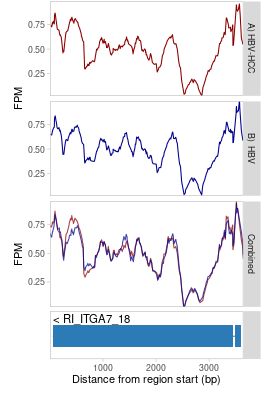 0.75
0.50
0.25
FPM
A) HBV-HCC
0.75
0.50
0.25
B) HBV
0.75
0.50
0.25
FPM
Combined
< RI_ITGA7_18
1000 2000 3000
Distance from region start (bp)